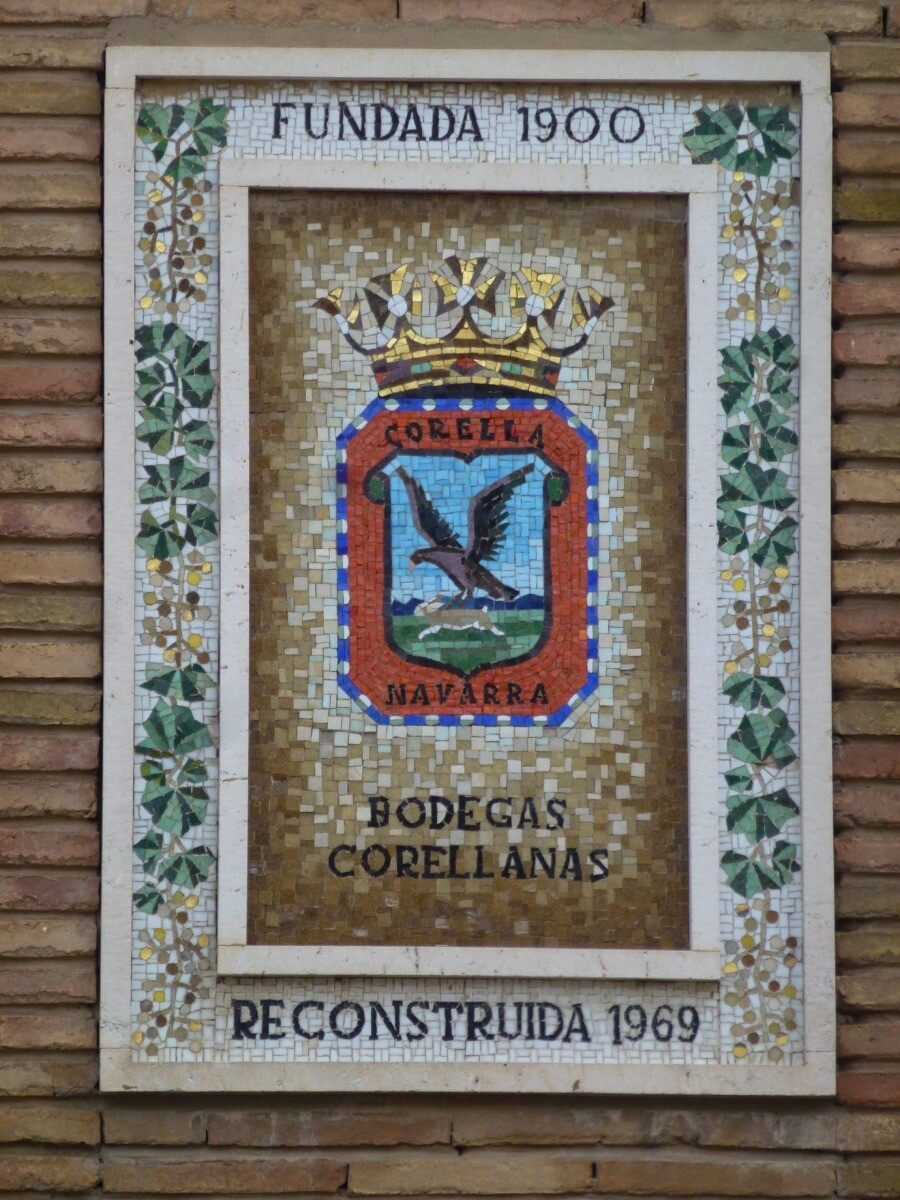 FUNDADA 1900
CORELLA
NAVARRA
BODEGAS
CORELLANAS
RECONSTRUIDA 1969